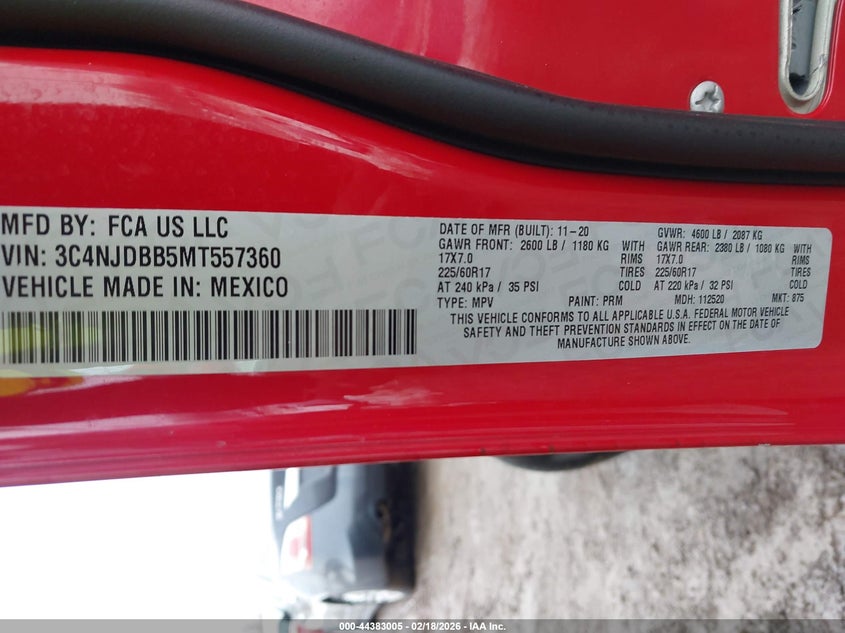 MFD BY: FCA US LLC
VIN: 3C4NJDBB5MT557360
VEHICLE MADE IN: MEXICO
DATE OF MFR (BUILT): 11-20 GVWR: 4600 LB / 2087 KG
GAWR FRONT: 2600 LB / 1180 KG WITH GAWR REAR: 2380 LB / 1080 KG WITH
17X7.0 RIMS 17X7.0 RIMS
225/60R17 TIRES 225/60R17 TIRES
AT 240 kPa / 35 PSI COLD AT 220 kPa / 32 PSI COLD
TYPE: MPV PAINT: PRM MDH: 112520 MKT: 875
THIS VEHICLE CONFORMS TO ALL APPLICABLE U.S.A. FEDERAL MOTOR VEHICLE
SAFETY AND THEFT PREVENTION STANDARDS IN EFFECT ON THE DATE OF
MANUFACTURE SHOWN ABOVE.
000-44383005 - 02/18/2026 - IAA Inc.